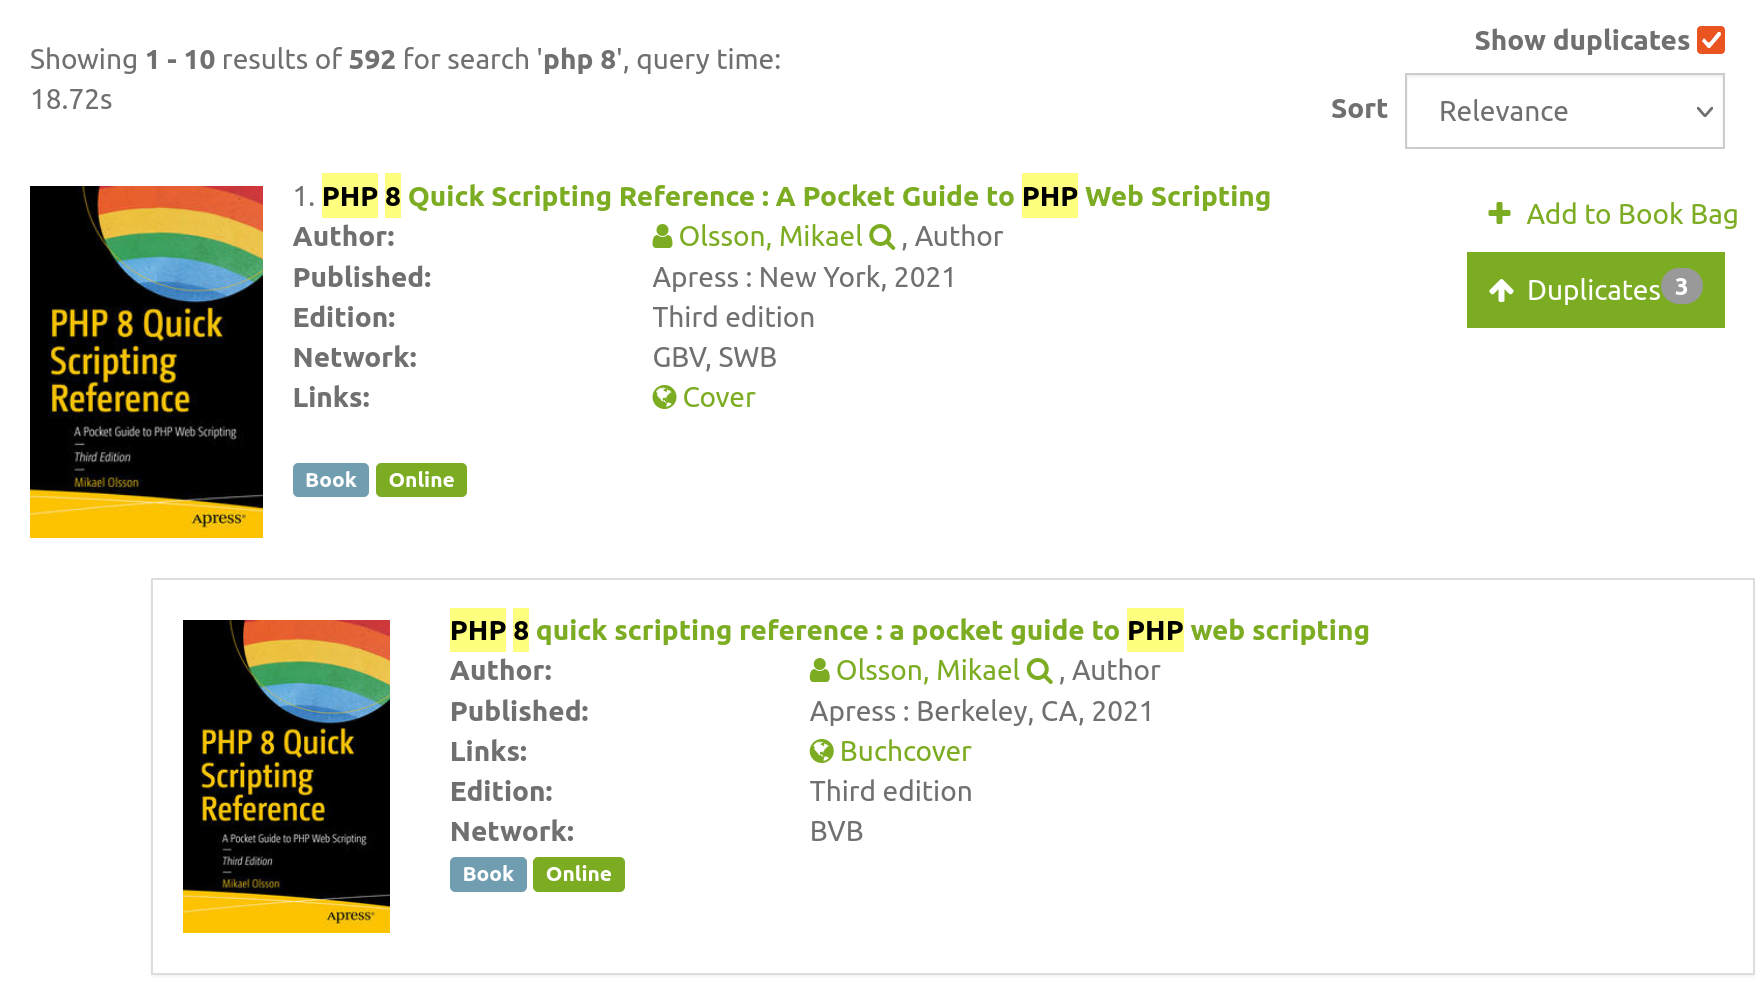 Showing 1 - 10 results of 592 for search 'php 8', query time:
18.72s
Show duplicates
Sort
Relevance
PHP 8 Quick
Scripting
Reference
A Pocket Guide to PHP Web Scripting
—
Third Edition
—
Mikael Olsson
Apress®
1. PHP 8 Quick Scripting Reference : A Pocket Guide to PHP Web Scripting
Author: Olsson, Mikael , Author
Published: Apress : New York, 2021
Edition: Third edition
Network: GBV, SWB
Links: Cover
Book Online
Add to Book Bag
Duplicates 3
PHP 8 Quick
Scripting
Reference
A Pocket Guide to PHP Web Scripting
—
Third Edition
—
Mikael Olsson
Apress®
PHP 8 quick scripting reference : a pocket guide to PHP web scripting
Author: Olsson, Mikael , Author
Published: Apress : Berkeley, CA, 2021
Links: Buchcover
Edition: Third edition
Network: BVB
Book Online